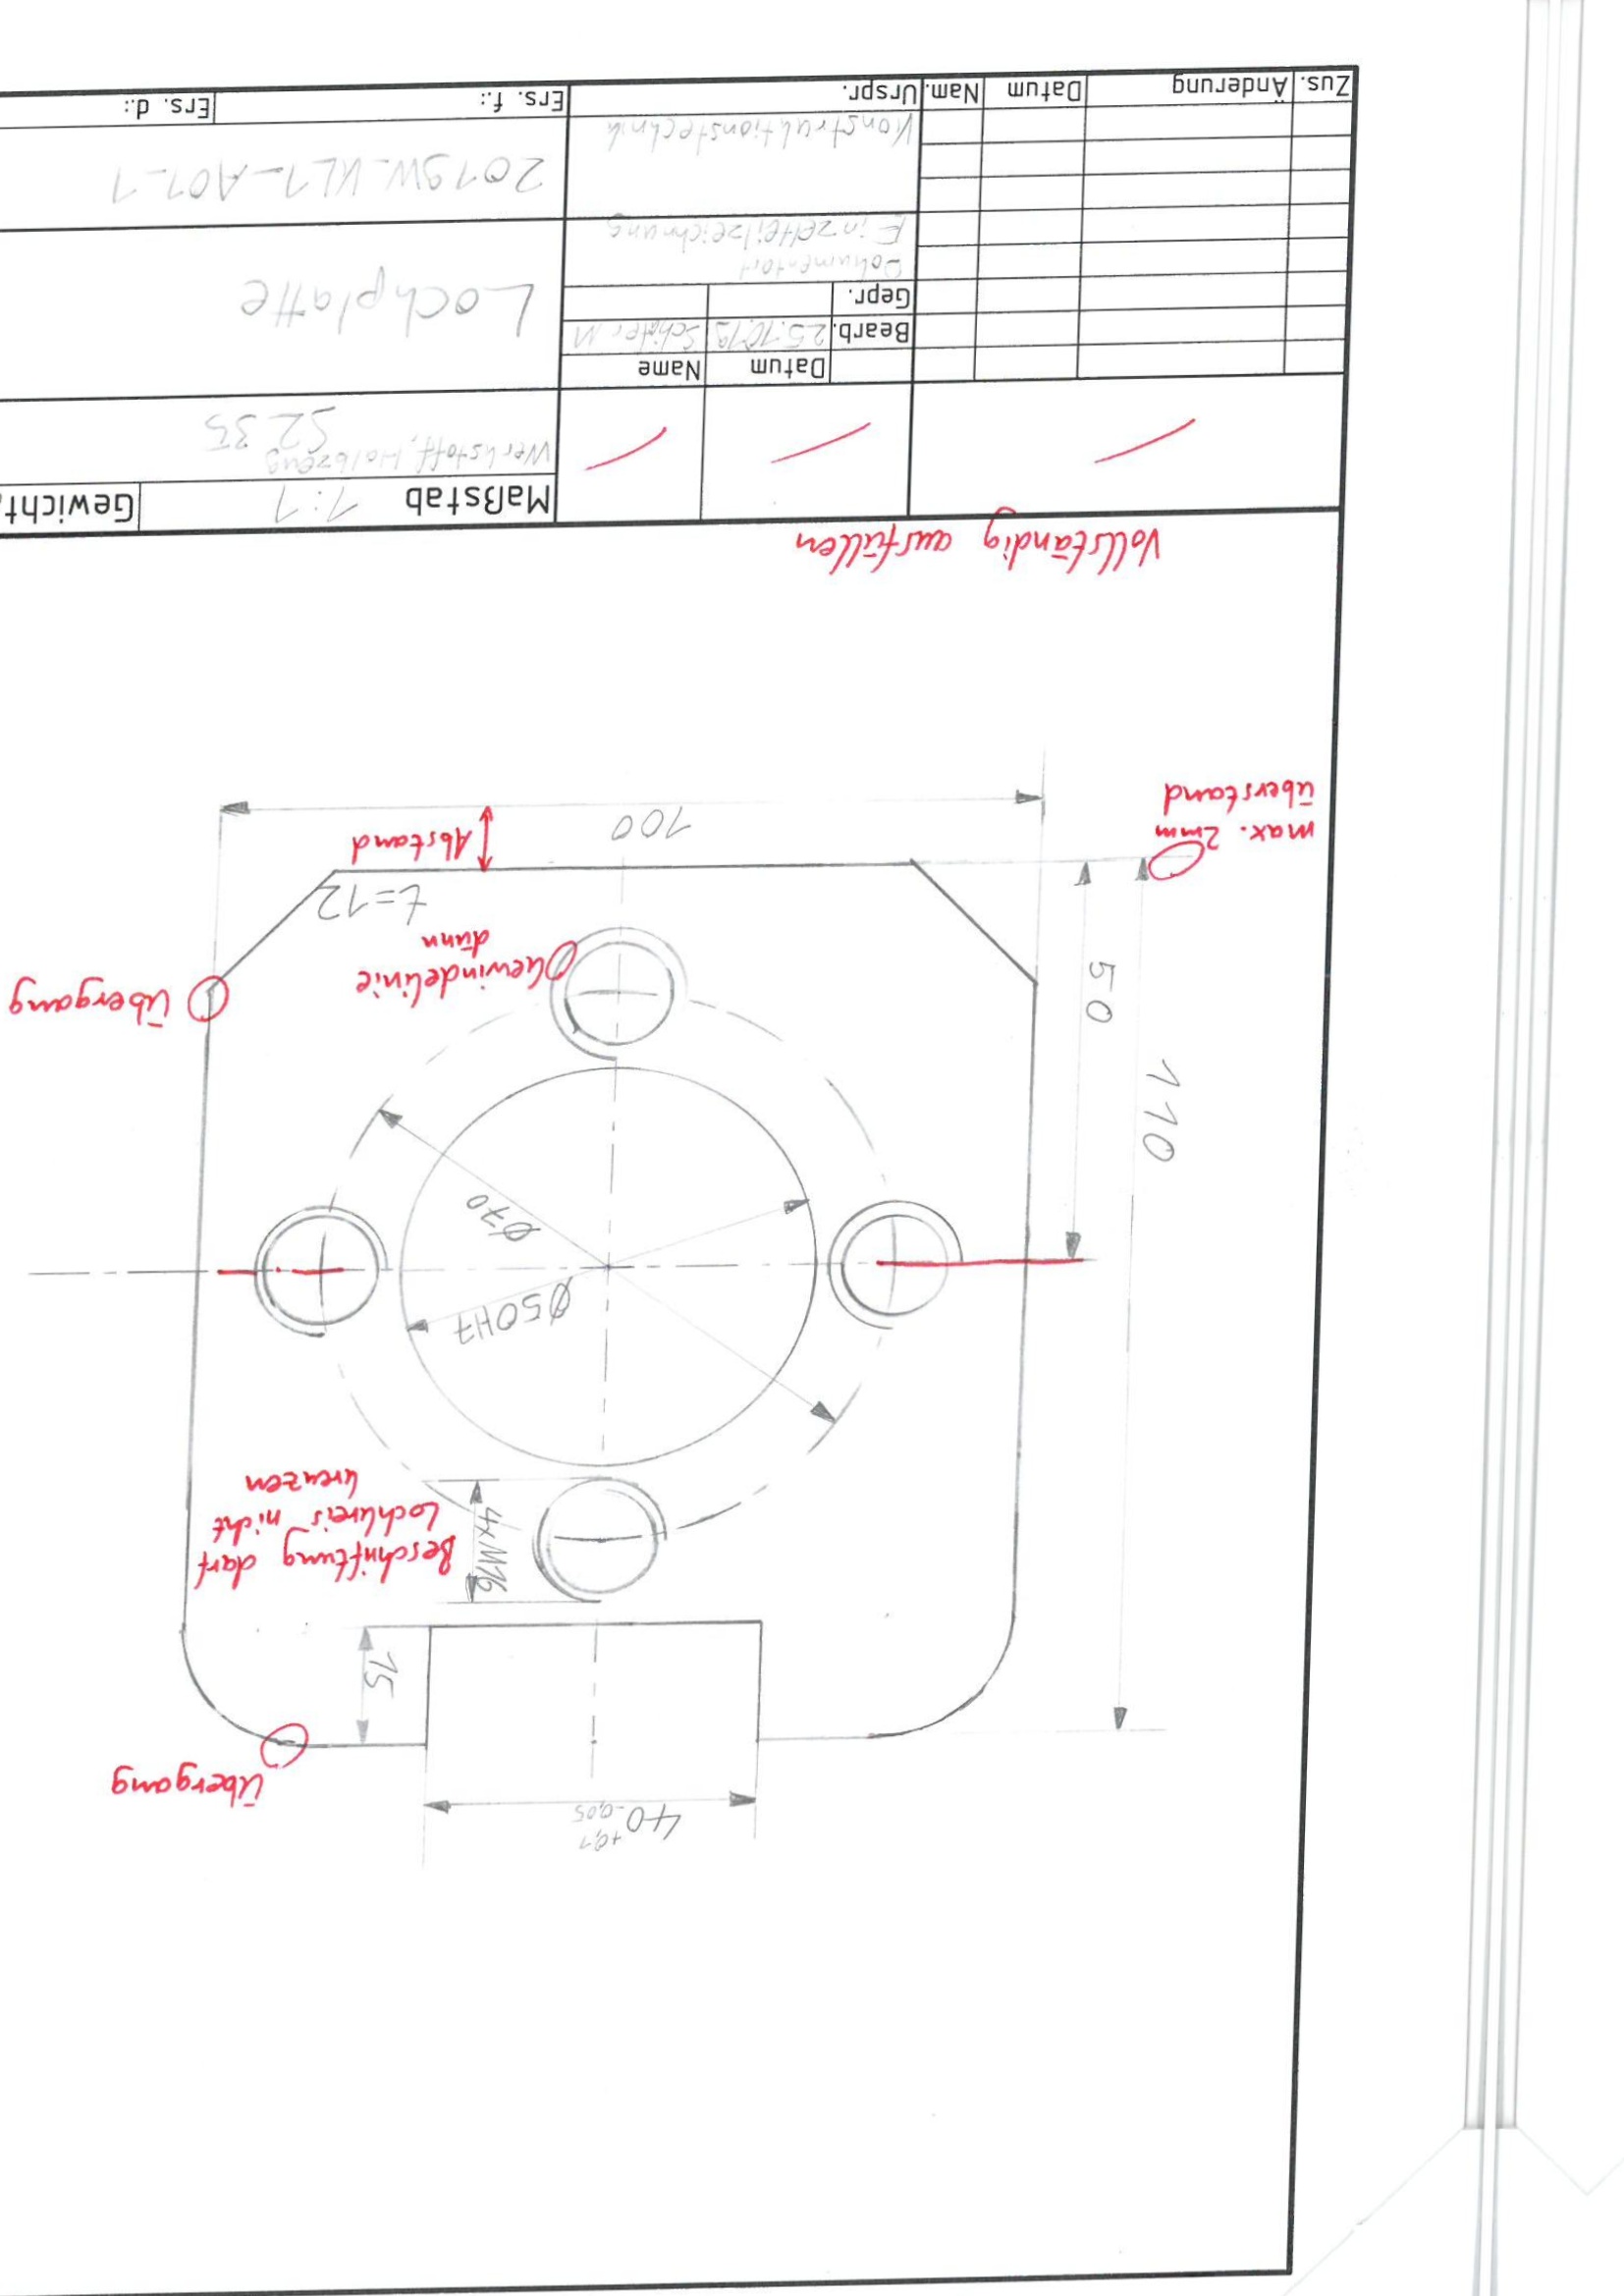 40 +0,1 -0,05
Übergang
15
4xM16
Beschriftung darf
Lochkreis nicht
kreuzen
Ø50H7
Ø70
110
50
Übergang
Gewindelinie
dünn
t=12
Abstand
100
max. 2mm
überstand
Vollständig ausfüllen
Maßstab 1:1
Gewicht
Werkstoff, Halbzeug
S235
Datum Name
Bearb. 25.10.19 Schäfer M
Gepr.
Lochplatte
Dokumentart
Einzelteilzeichnung
Konstruktionstechnik
2019W_KL1-A01-1
Zus. Änderung Datum Nam. Urspr. Ers. f.: Ers. d.: